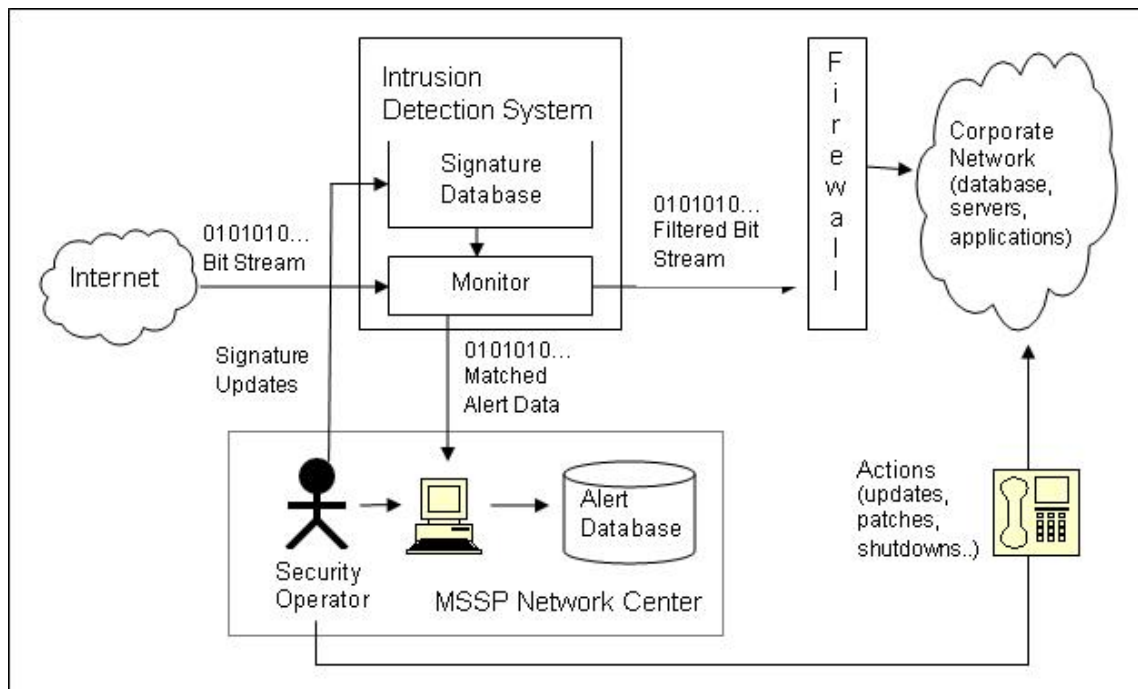 Intrusion
Detection System
Signature
Database
Monitor
Internet
0101010...
Bit Stream
Signature
Updates
0101010...
Matched
Alert Data
0101010...
Filtered Bit
Stream
F
i
r
e
w
a
l
l
Corporate
Network
(database,
servers,
applications)
Security
Operator
Alert
Database
MSSP Network Center
Actions
(updates,
patches,
shutdowns..)